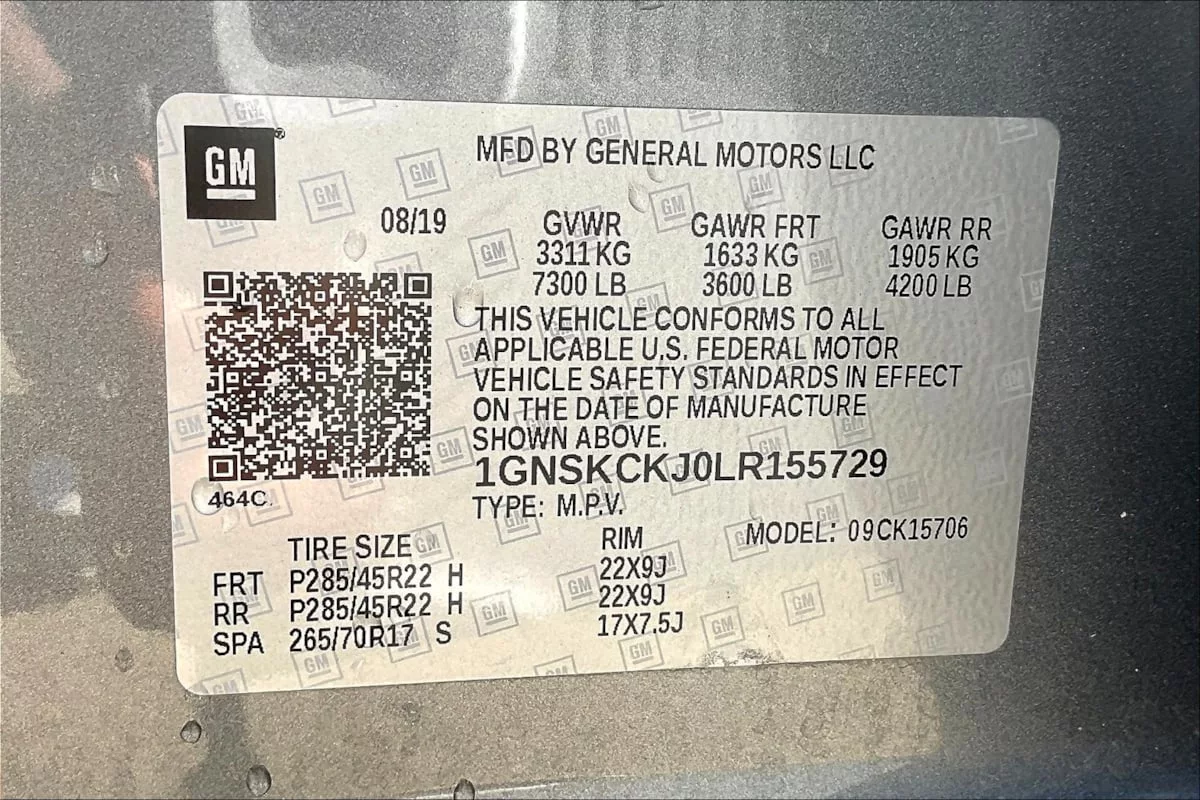 GM
MFD BY GENERAL MOTORS LLC
08/19
GVWR GAWR FRT GAWR RR
3311 KG 1633 KG 1905 KG
7300 LB 3600 LB 4200 LB
THIS VEHICLE CONFORMS TO ALL
APPLICABLE U.S. FEDERAL MOTOR
VEHICLE SAFETY STANDARDS IN EFFECT
ON THE DATE OF MANUFACTURE
SHOWN ABOVE.
1GNSKCKJ0LR155729
464C.
TYPE: M.P.V.
MODEL: 09CK15706
TIRE SIZE RIM
FRT P285/45R22 H 22X9J
RR P285/45R22 H 22X9J
SPA 265/70R17 S 17X7.5J